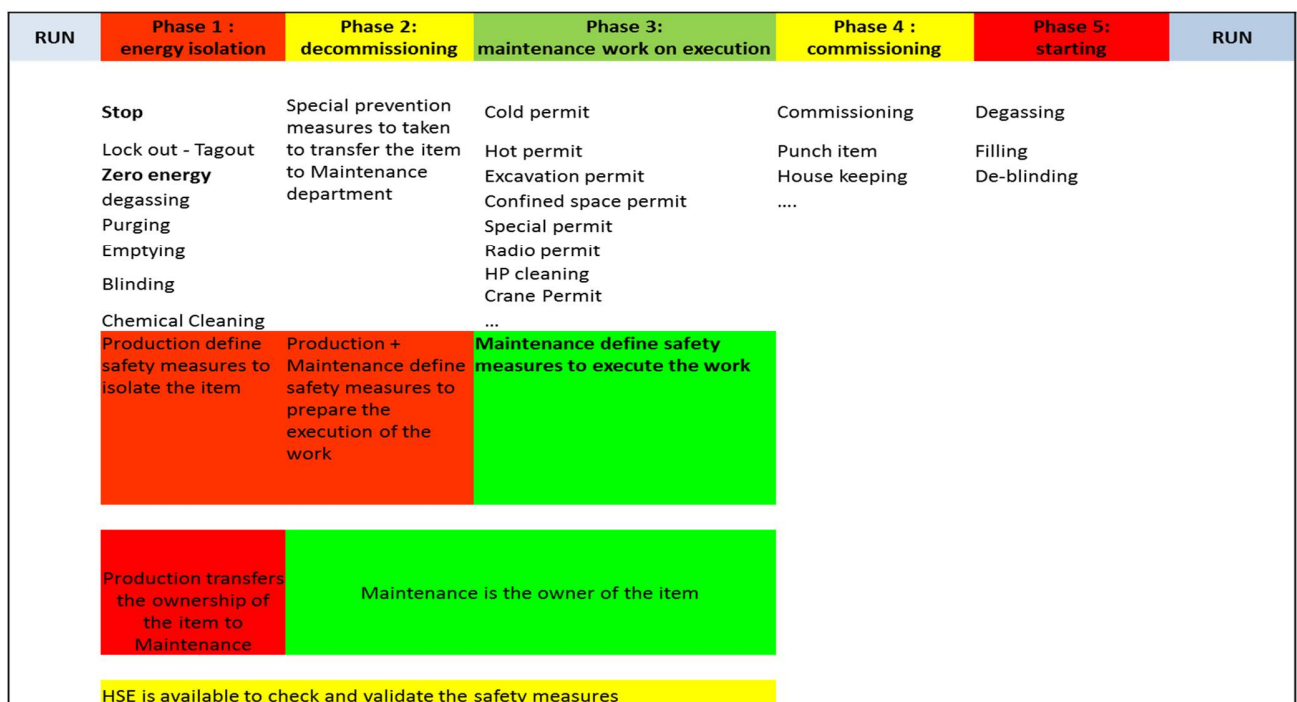 RUN
Phase 1 :
energy isolation
Phase 2:
decommissioning
Phase 3:
maintenance work on execution
Phase 4 :
commissioning
Phase 5:
starting
RUN
Stop
Lock out - Tagout
Zero energy
degassing
Purging
Emptying
Blinding
Chemical Cleaning
Special prevention
measures to taken
to transfer the item
to Maintenance
department
Cold permit
Hot permit
Excavation permit
Confined space permit
Special permit
Radio permit
HP cleaning
Crane Permit
...
Commissioning
Punch item
House keeping
....
Degassing
Filling
De-blinding
Production define
safety measures to
isolate the item
Production +
Maintenance define
safety measures to
prepare the
execution of the
work
Maintenance define safety
measures to execute the work
Production transfers
the ownership of
the item to
Maintenance
Maintenance is the owner of the item
HSE is available to check and validate the safety measures